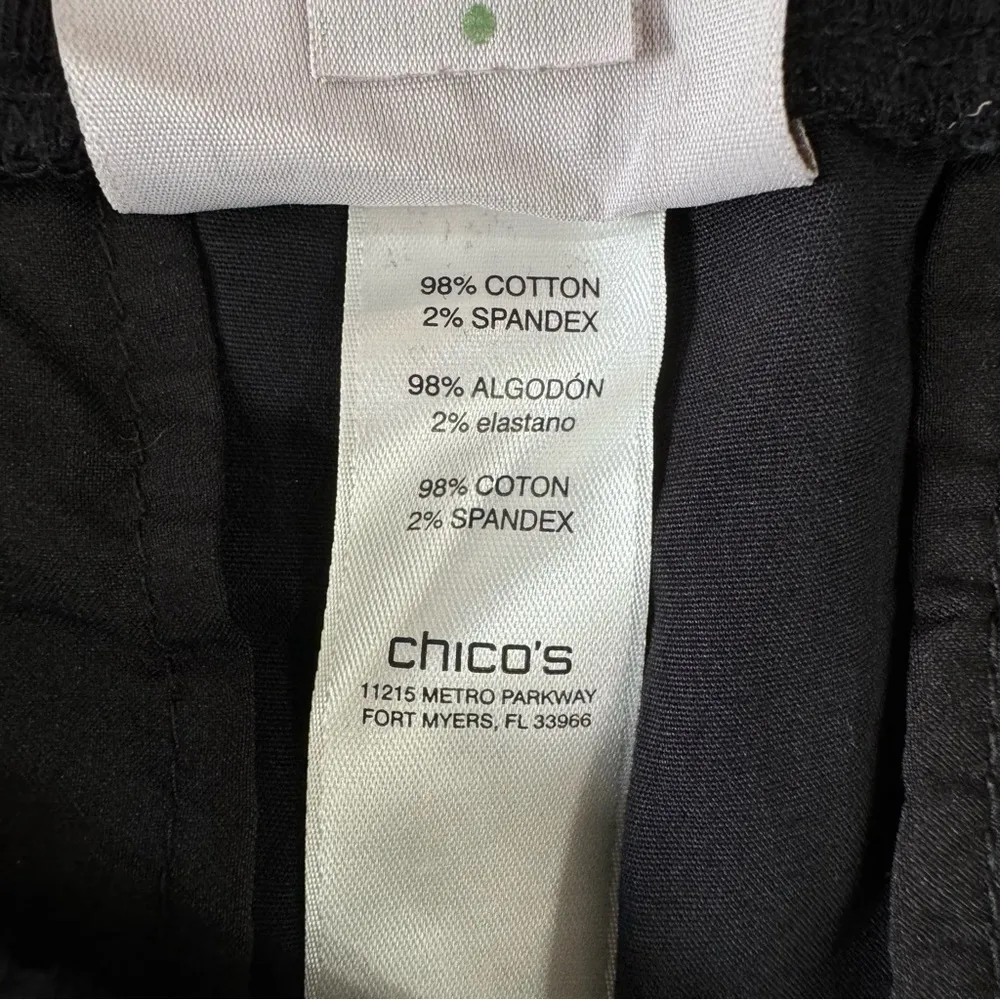 98% COTTON
2% SPANDEX
98% ALGODÓN
2% elastano
98% COTON
2% SPANDEX
chico's
11215 METRO PARKWAY
FORT MYERS, FL 33966